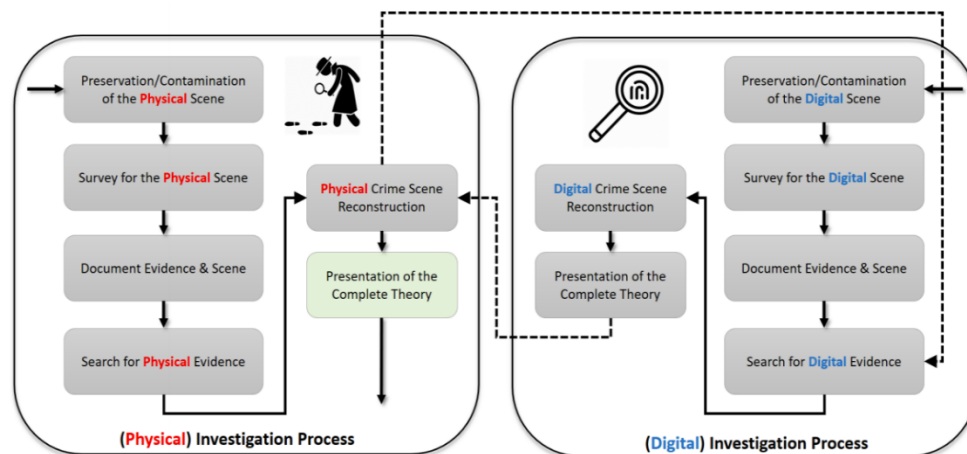 Preservation/Contamination
of the Physical Scene
Survey for the Physical Scene
Document Evidence & Scene
Search for Physical Evidence
Physical Crime Scene
Reconstruction
Presentation of the
Complete Theory
(Physical) Investigation Process
Digital Crime Scene
Reconstruction
Presentation of the
Complete Theory
Preservation/Contamination
of the Digital Scene
Survey for the Digital Scene
Document Evidence & Scene
Search for Digital Evidence
(Digital) Investigation Process